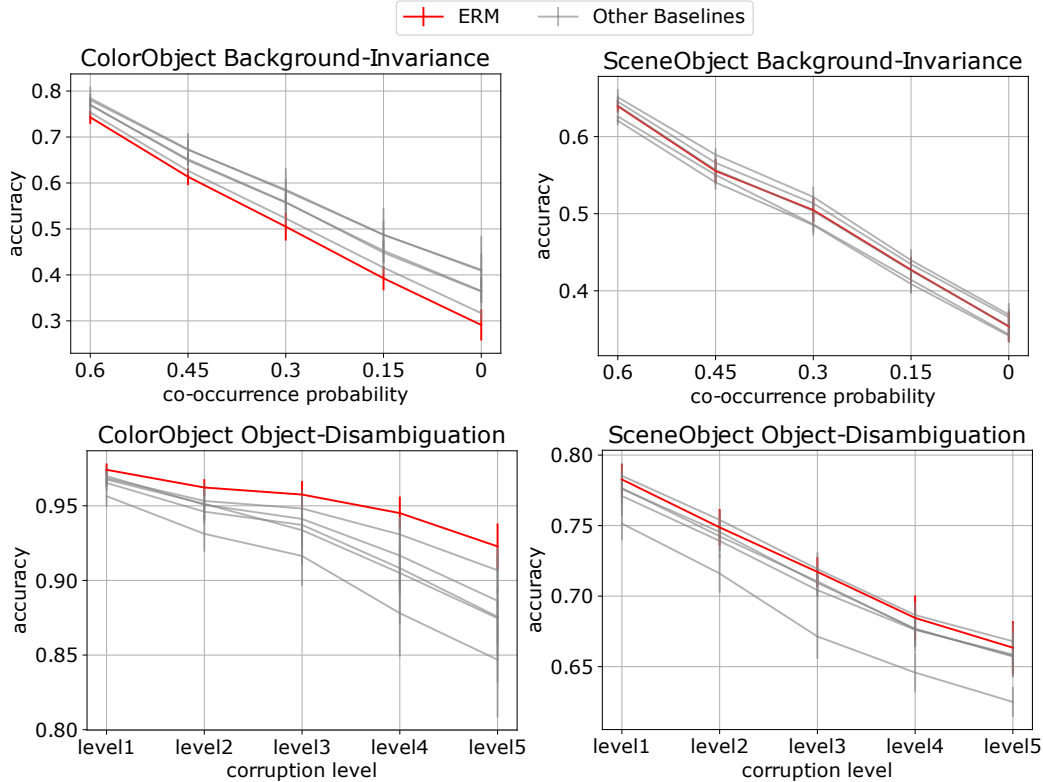 ERM Other Baselines
ColorObject Background-Invariance
0.8
0.7
0.6
0.5
0.4
0.3
accuracy
0.6 0.45 0.3 0.15 0
co-occurrence probability
SceneObject Background-Invariance
0.6
0.5
0.4
accuracy
0.6 0.45 0.3 0.15 0
co-occurrence probability
ColorObject Object-Disambiguation
0.95
0.90
0.85
0.80
accuracy
level1 level2 level3 level4 level5
corruption level
SceneObject Object-Disambiguation
0.80
0.75
0.70
0.65
accuracy
level1 level2 level3 level4 level5
corruption level